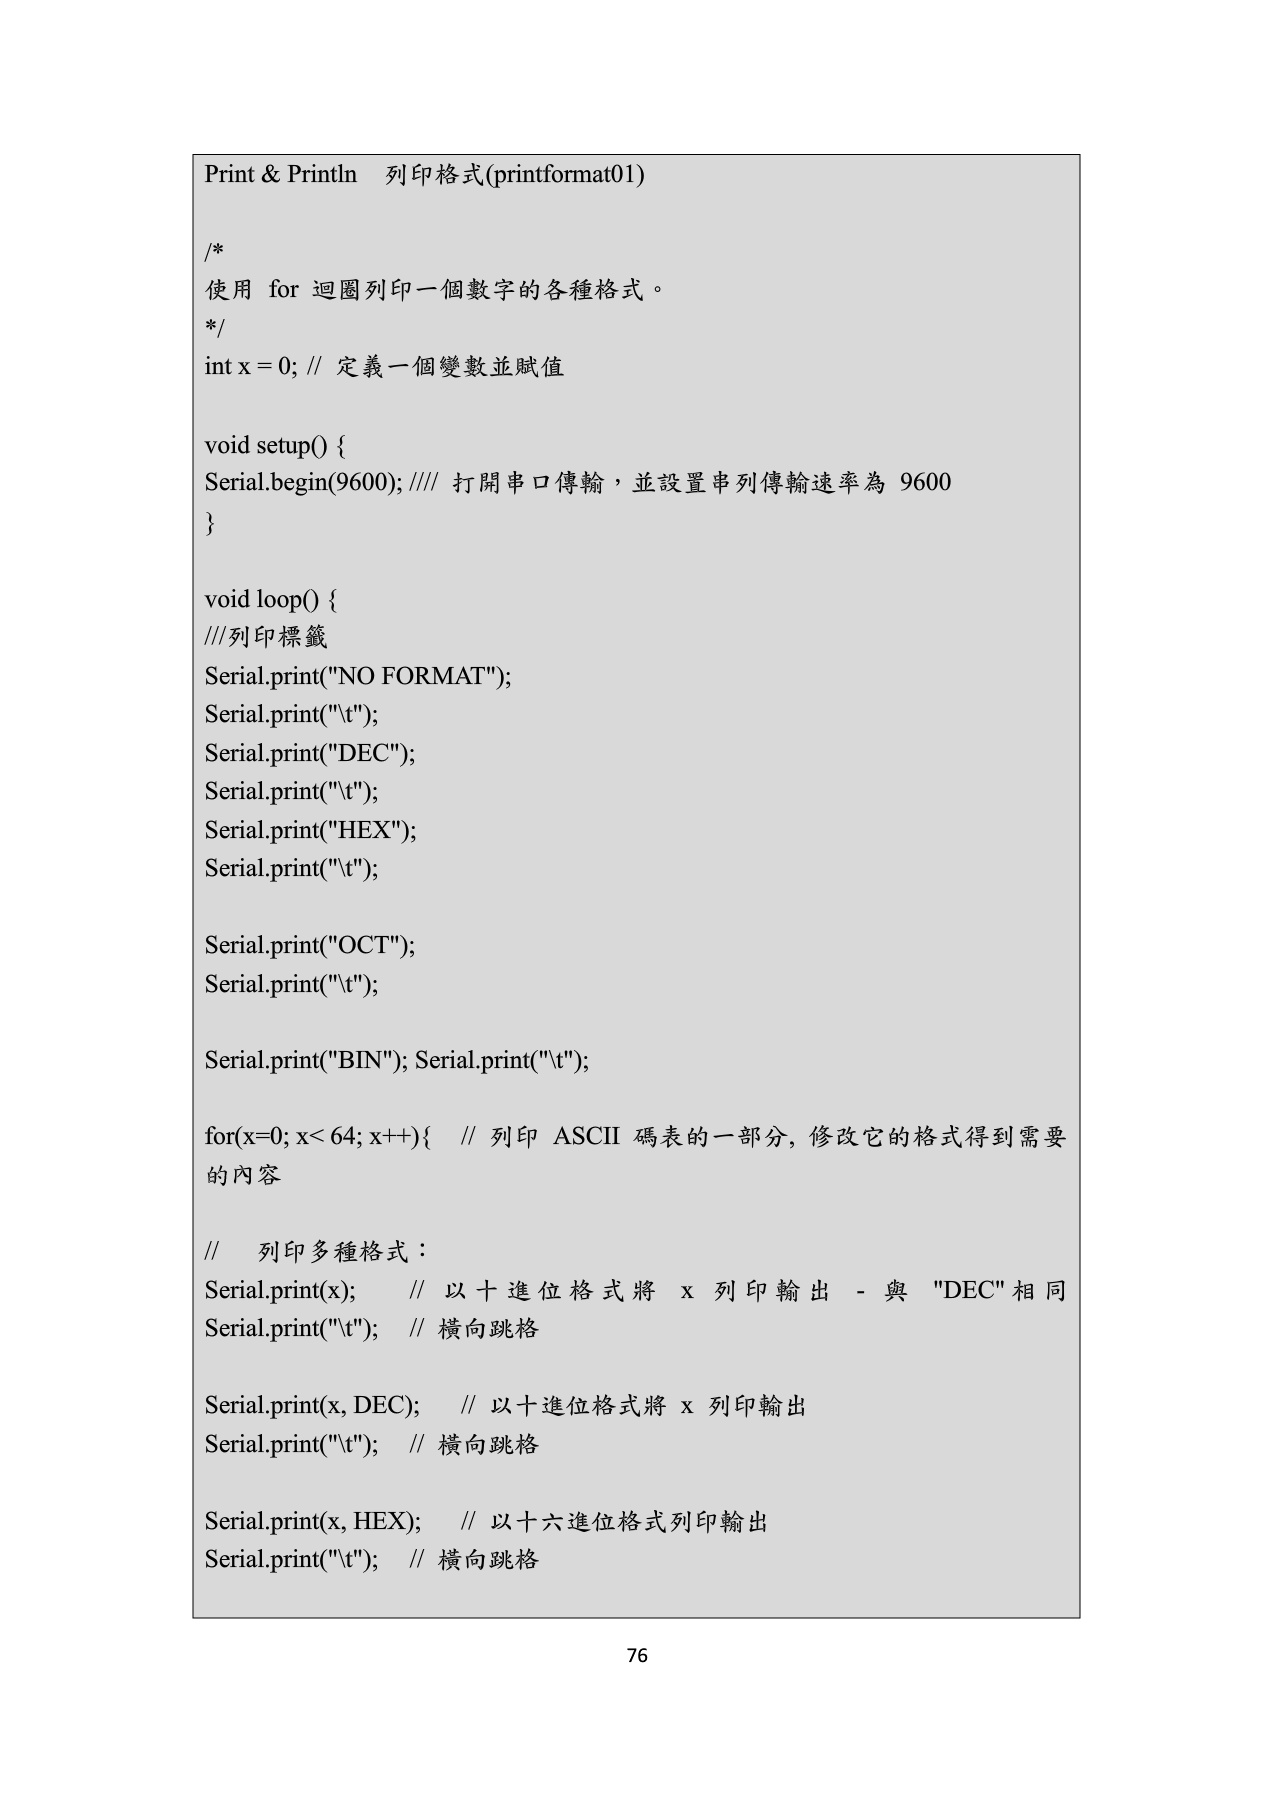 Print & Println 列印格式(printformat01)
/*
使用 for 迴圈列印一個數字的各種格式。
*/
int x = 0; // 定義一個變數並賦值
void setup() {
Serial.begin(9600); //// 打開串口傳輸，並設置串列傳輸速率為 9600
}
void loop() {
///列印標籤
Serial.print("NO FORMAT");
Serial.print("\t");
Serial.print("DEC");
Serial.print("\t");
Serial.print("HEX");
Serial.print("\t");
Serial.print("OCT");
Serial.print("\t");
Serial.print("BIN"); Serial.print("\t");
for(x=0; x< 64; x++){ // 列印 ASCII 碼表的一部分, 修改它的格式得到需要
的內容
// 列印多種格式：
Serial.print(x); // 以十進位格式將 x 列印輸出 - 與 "DEC"相同
Serial.print("\t"); // 橫向跳格
Serial.print(x, DEC); // 以十進位格式將 x 列印輸出
Serial.print("\t"); // 橫向跳格
Serial.print(x, HEX); // 以十六進位格式列印輸出
Serial.print("\t"); // 橫向跳格
76